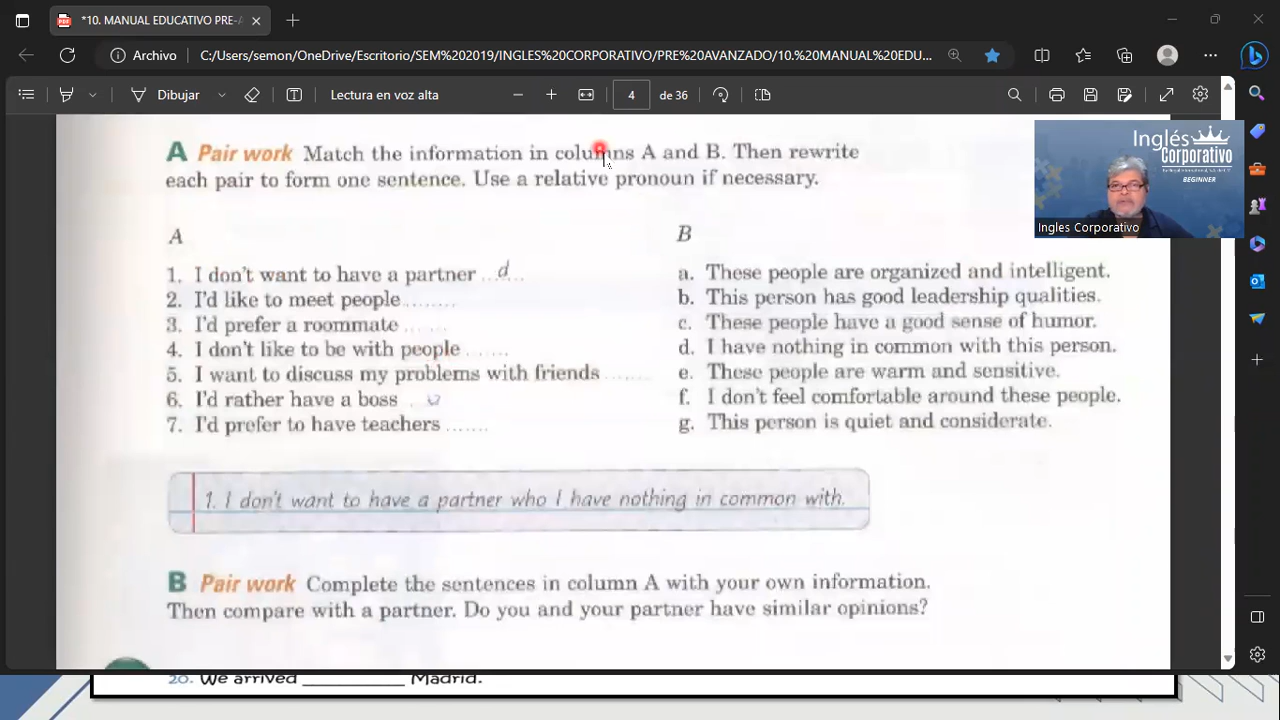 *10. MANUAL EDUCATIVO PRE-A
Archivo
C:/Users/semon/OneDrive/Escritorio/SEM%202019/INGLES%20CORPORATIVO/PRE%20AVANZADO/10.%20MANUAL%20EDU...
Dibujar
Lectura en voz alta
4 de 36
A Pair work Match the information in columns A and B. Then rewrite
each pair to form one sentence. Use a relative pronoun if necessary.
A
1. I don't want to have a partner ...d...
2. I'd like to meet people ........
3. I'd prefer a roommate ........
4. I don't like to be with people ........
5. I want to discuss my problems with friends ........
6. I'd rather have a boss
7. I'd prefer to have teachers .......
B
a. These people are organized and intelligent.
b. This person has good leadership qualities.
c. These people have a good sense of humor.
d. I have nothing in common with this person.
e. These people are warm and sensitive.
f. I don't feel comfortable around these people.
g. This person is quiet and considerate.
1. I don't want to have a partner who I have nothing in common with.
B Pair work Complete the sentences in column A with your own information.
Then compare with a partner. Do you and your partner have similar opinions?
20. We arrived __________ Madrid.
Inglés
Corporativo
BEGINNER
Ingles Corporativo